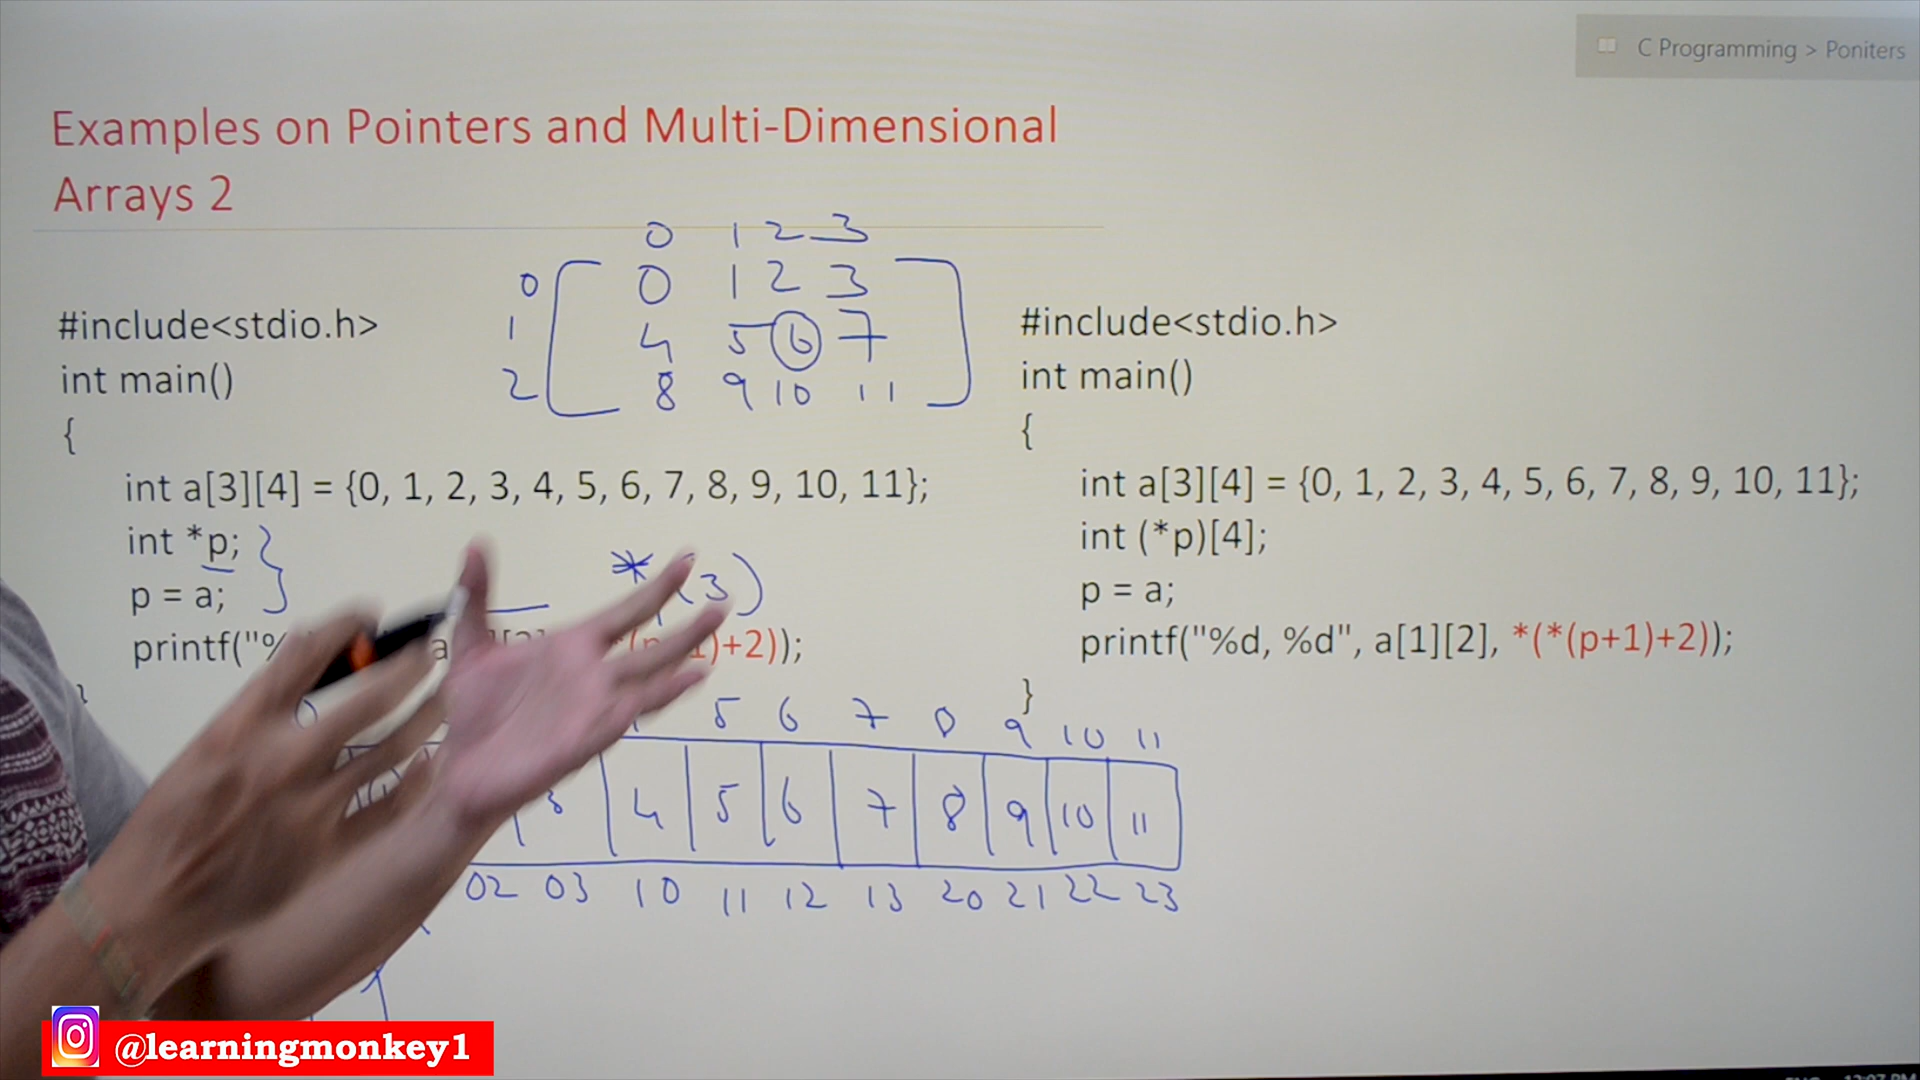 C Programming > Poniters
Examples on Pointers and Multi-Dimensional
Arrays 2
0 1 2 3
0 0 1 2 3
1 4 5 6 7
2 8 9 10 11
#include<stdio.h>
int main()
{
int a[3][4] = {0, 1, 2, 3, 4, 5, 6, 7, 8, 9, 10, 11};
int *p;
p = a;
*(3)
printf("% a +2));
}
#include<stdio.h>
int main()
{
int a[3][4] = {0, 1, 2, 3, 4, 5, 6, 7, 8, 9, 10, 11};
int (*p)[4];
p = a;
printf("%d, %d", a[1][2], *(*(p+1)+2));
}
5 6 7 8 9 10 11
3 4 5 6 7 8 9 10 11
02 03 10 11 12 13 20 21 22 23
@learningmonkey1